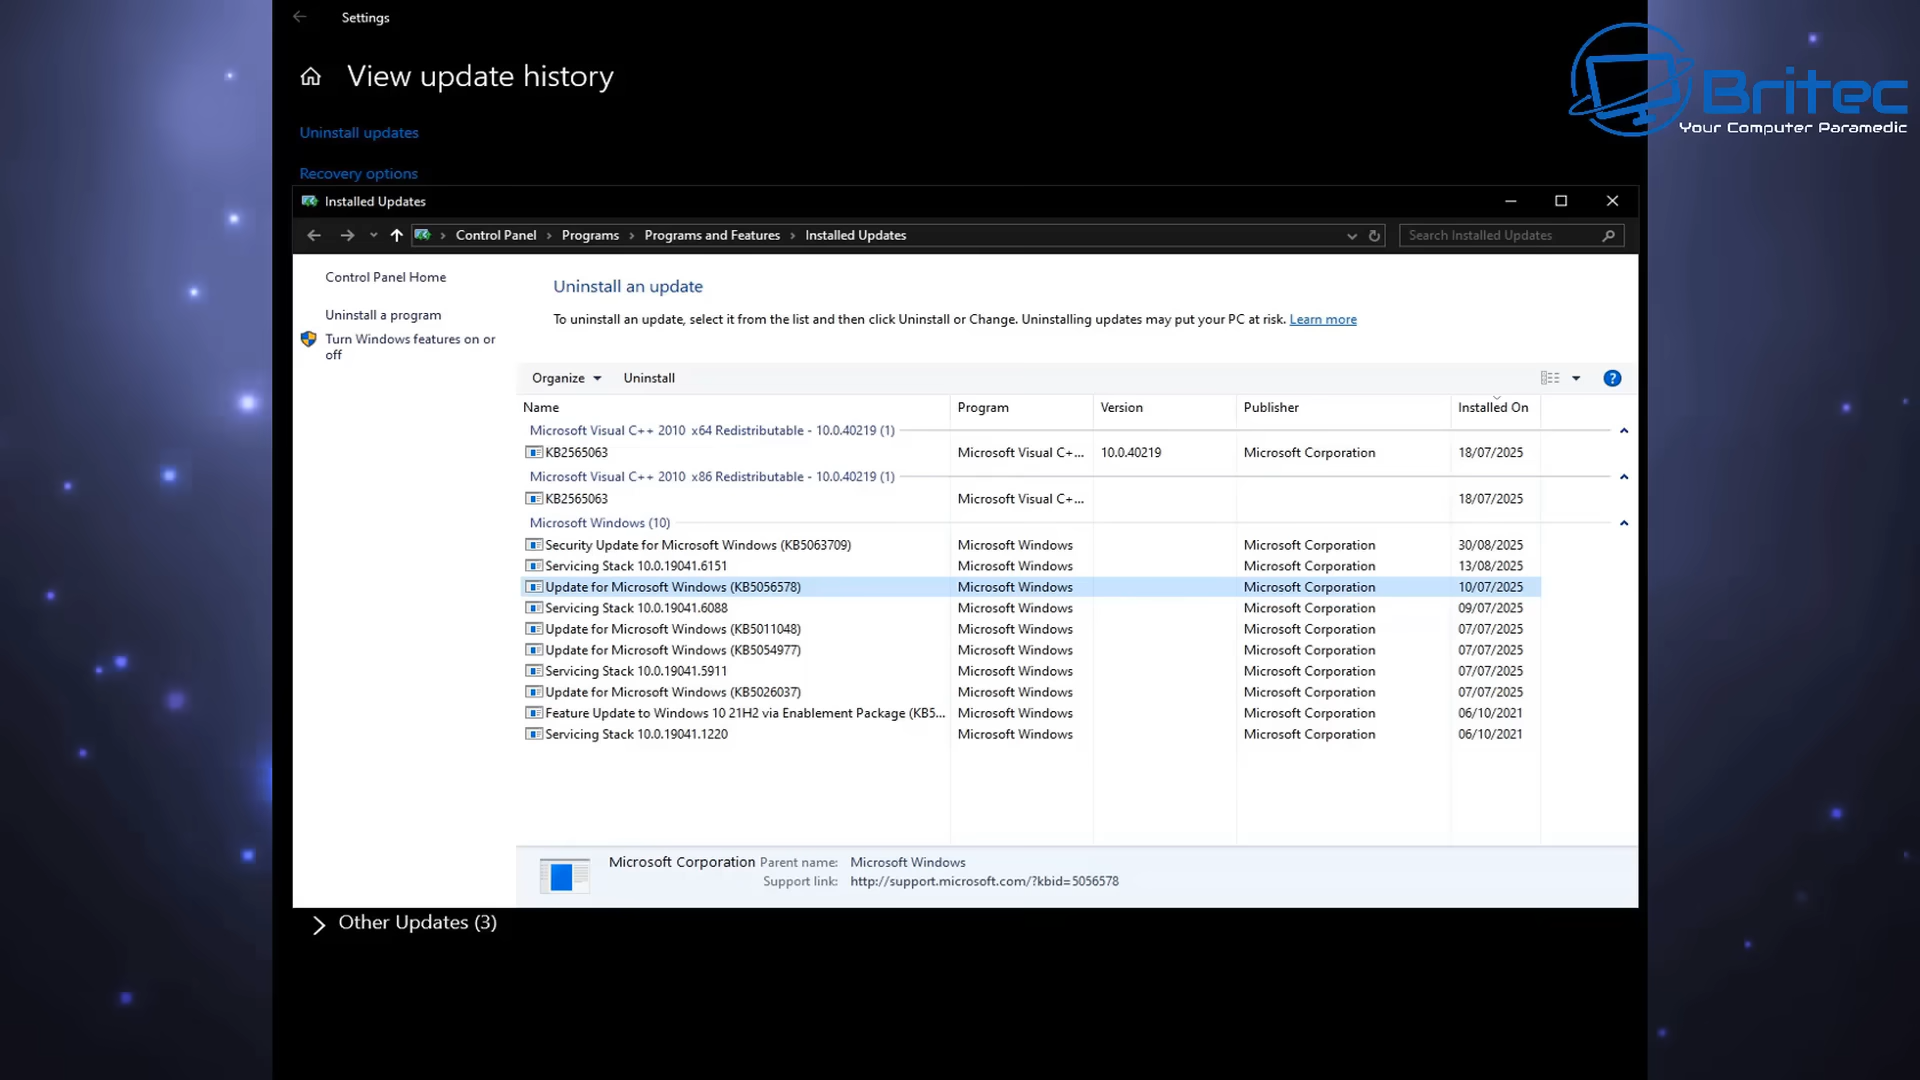 Settings
View update history
Uninstall updates
Recovery options
Britec
Your Computer Paramedic
Installed Updates
Control Panel Programs Programs and Features Installed Updates
Search Installed Updates
Control Panel Home
Uninstall a program
Turn Windows features on or
off
Uninstall an update
To uninstall an update, select it from the list and then click Uninstall or Change. Uninstalling updates may put your PC at risk. Learn more
Organize Uninstall
?
Name Program Version Publisher Installed On
Microsoft Visual C++ 2010 x64 Redistributable - 10.0.40219 (1)
KB2565063 Microsoft Visual C+... 10.0.40219 Microsoft Corporation 18/07/2025
Microsoft Visual C++ 2010 x86 Redistributable - 10.0.40219 (1)
KB2565063 Microsoft Visual C+... 18/07/2025
Microsoft Windows (10)
Security Update for Microsoft Windows (KB5063709) Microsoft Windows Microsoft Corporation 30/08/2025
Servicing Stack 10.0.19041.6151 Microsoft Windows Microsoft Corporation 13/08/2025
Update for Microsoft Windows (KB5056578) Microsoft Windows Microsoft Corporation 10/07/2025
Servicing Stack 10.0.19041.6088 Microsoft Windows Microsoft Corporation 09/07/2025
Update for Microsoft Windows (KB5011048) Microsoft Windows Microsoft Corporation 07/07/2025
Update for Microsoft Windows (KB5054977) Microsoft Windows Microsoft Corporation 07/07/2025
Servicing Stack 10.0.19041.5911 Microsoft Windows Microsoft Corporation 07/07/2025
Update for Microsoft Windows (KB5026037) Microsoft Windows Microsoft Corporation 07/07/2025
Feature Update to Windows 10 21H2 via Enablement Package (KB5... Microsoft Windows Microsoft Corporation 06/10/2021
Servicing Stack 10.0.19041.1220 Microsoft Windows Microsoft Corporation 06/10/2021
Microsoft Corporation Parent name: Microsoft Windows
Support link: http://support.microsoft.com/?kbid=5056578
Other Updates (3)